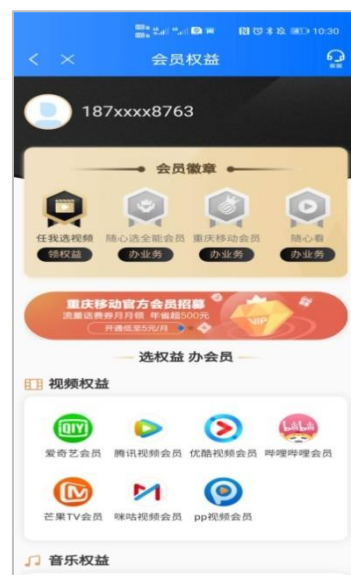 10:30
会员权益
客服
187xxxx8763
会员徽章
任我选视频 随心选全能会员 重庆移动会员 随心看
领权益 办业务 办业务 办业务
重庆移动官方会员招募
流量话费券月月领 年省超500元
开通低至5元/月
VIP
选权益 办会员
视频权益
QIY bilibili
爱奇艺会员 腾讯视频会员 优酷视频会员 哔哩哔哩会员
芒果TV会员 咪咕视频会员 pp视频会员
音乐权益